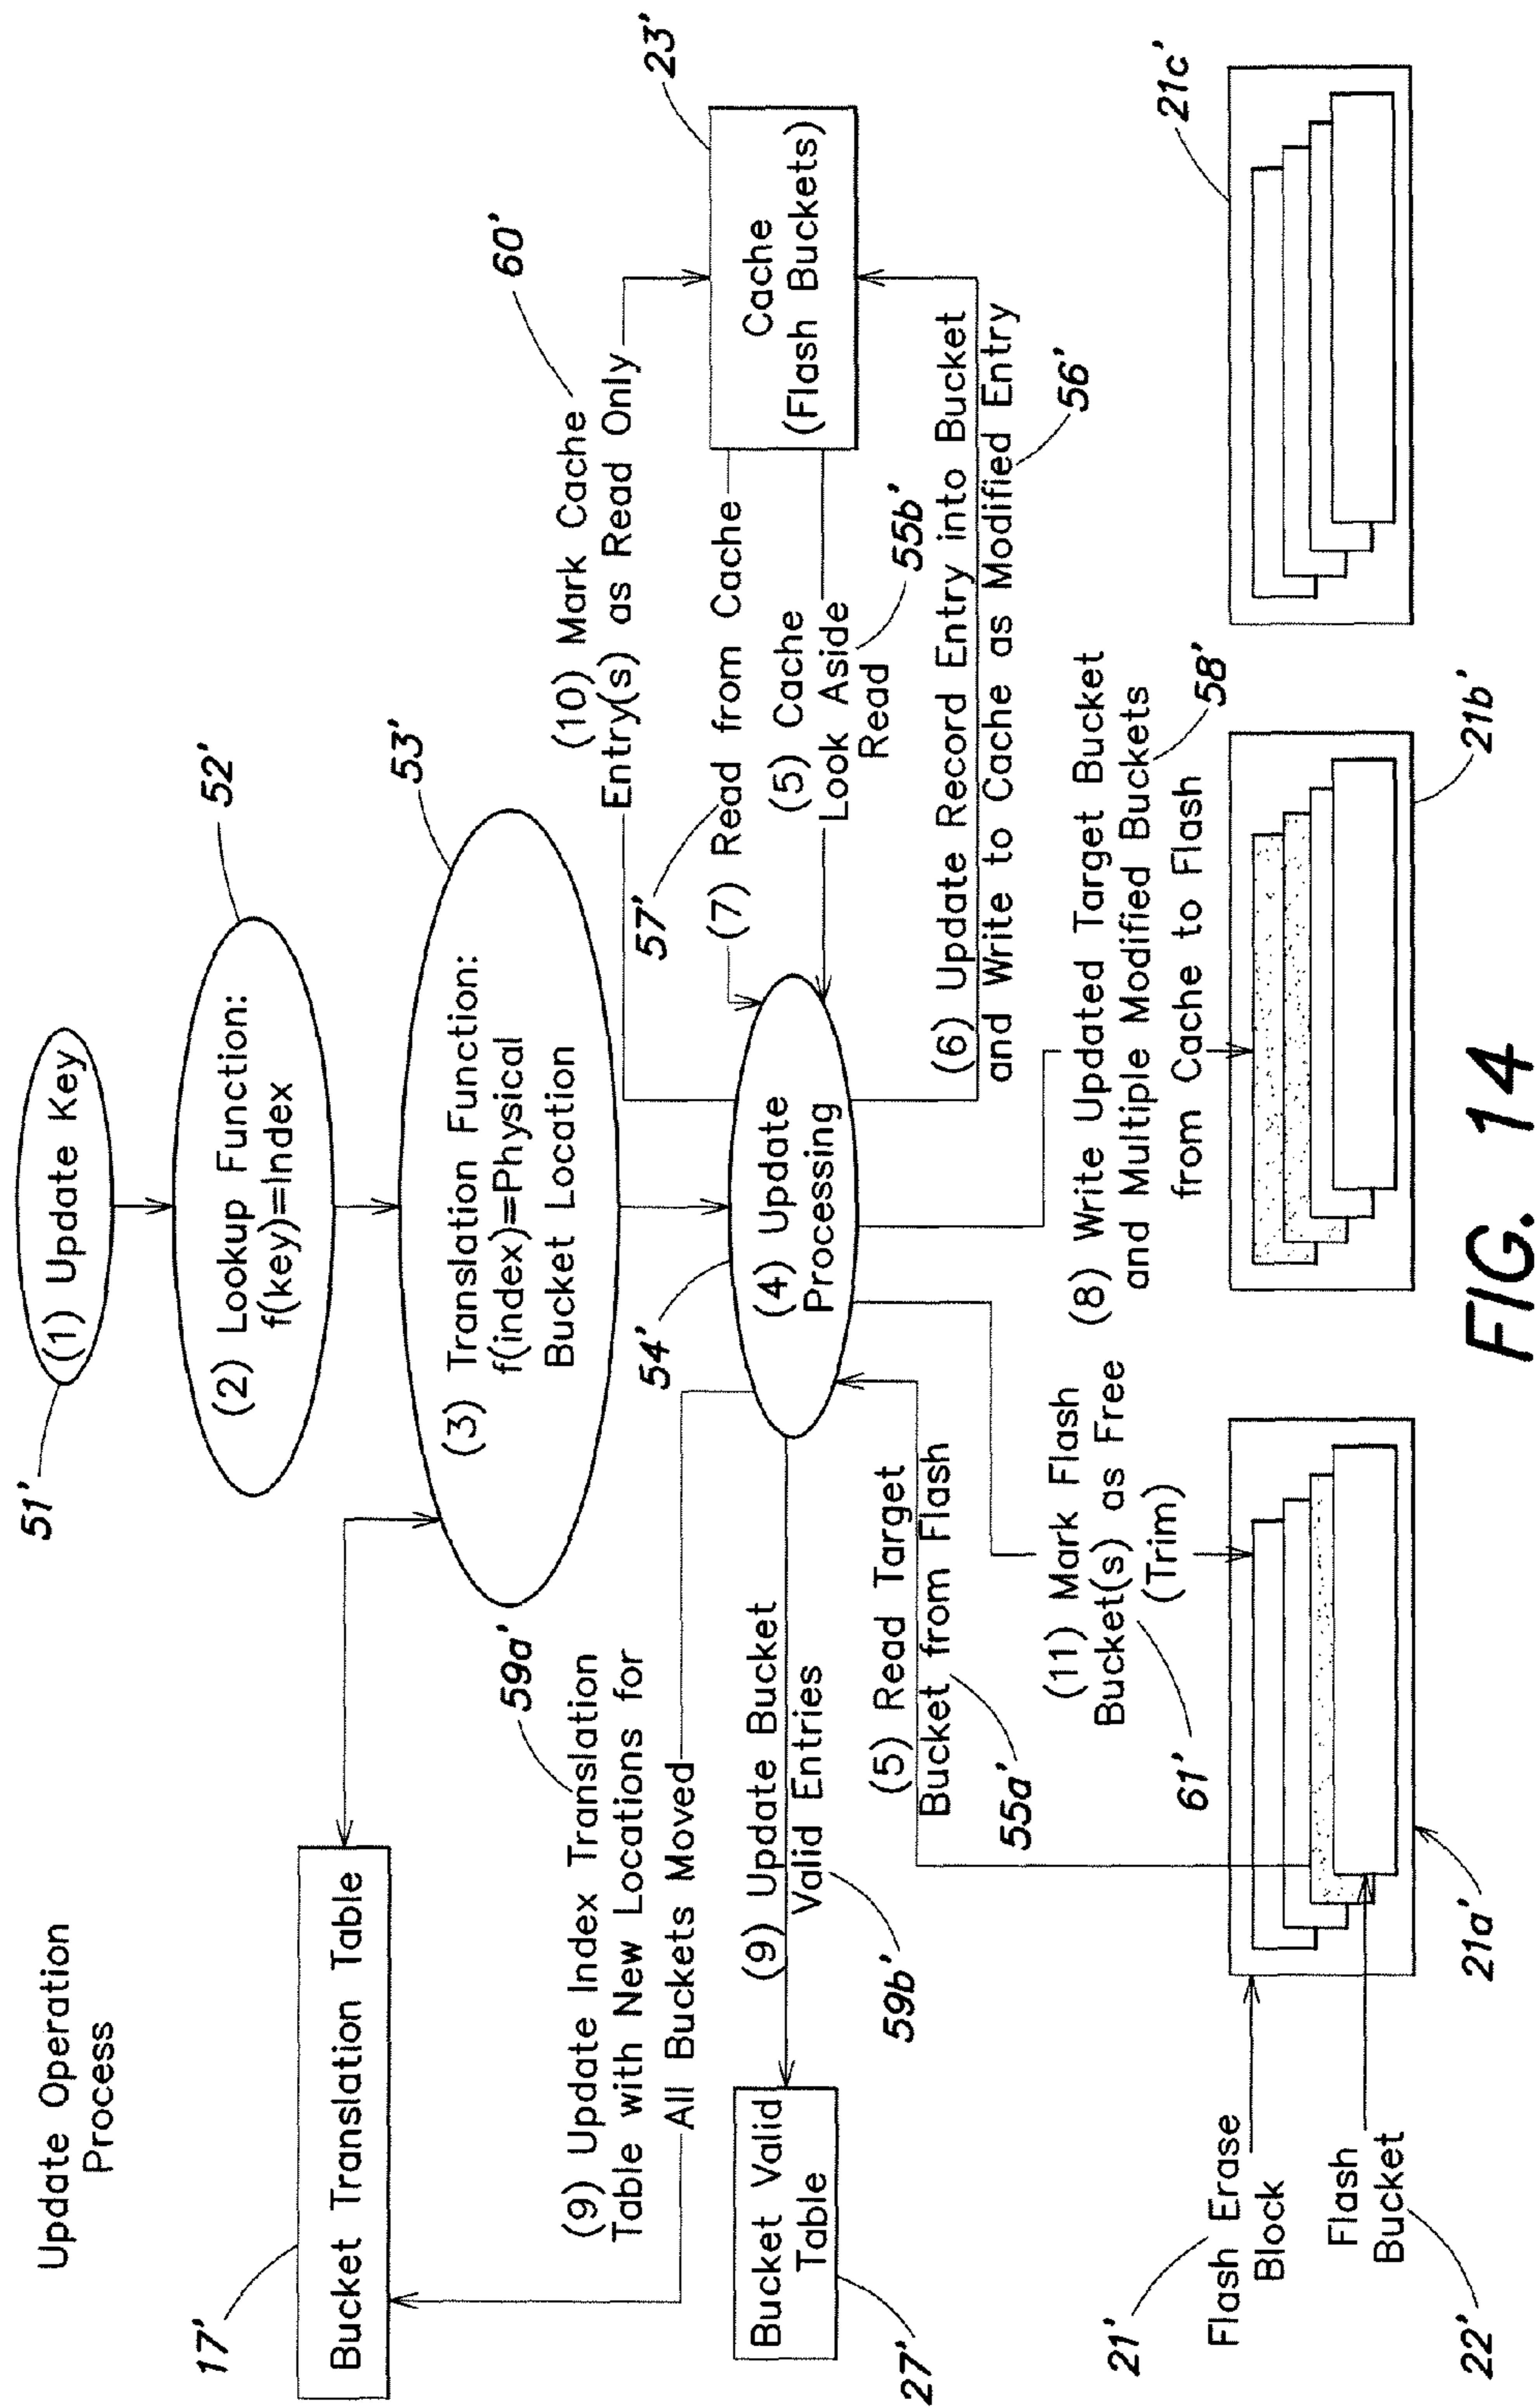 Update Operation
Process
51'
(1) Update Key
52'
(2) Lookup Function:
f(key)=Index
17'
Bucket Translation Table
53'
(3) Translation Function:
f(index)=Physical
Bucket Location
59a'
(9) Update Index Translation
Table with New Locations for
All Buckets Moved
60'
(10) Mark Cache
Entry(s) as Read Only
23'
Cache
(Flash Buckets)
57'
(7) Read from Cache
(5) Cache
Look Aside
Read
55b'
54'
(4) Update
Processing
27'
Bucket Valid
Table
(9) Update Bucket
Valid Entries
59b'
(5) Read Target
Bucket from Flash
55a'
(6) Update Record Entry into Bucket
and Write to Cache as Modified Entry
56'
(11) Mark Flash
Bucket(s) as Free
(Trim)
61'
(8) Write Updated Target Bucket
and Multiple Modified Buckets
from Cache to Flash
58'
21'
Flash Erase
Block
Flash
Bucket
22'
21a'
21b'
21c'
FIG. 14